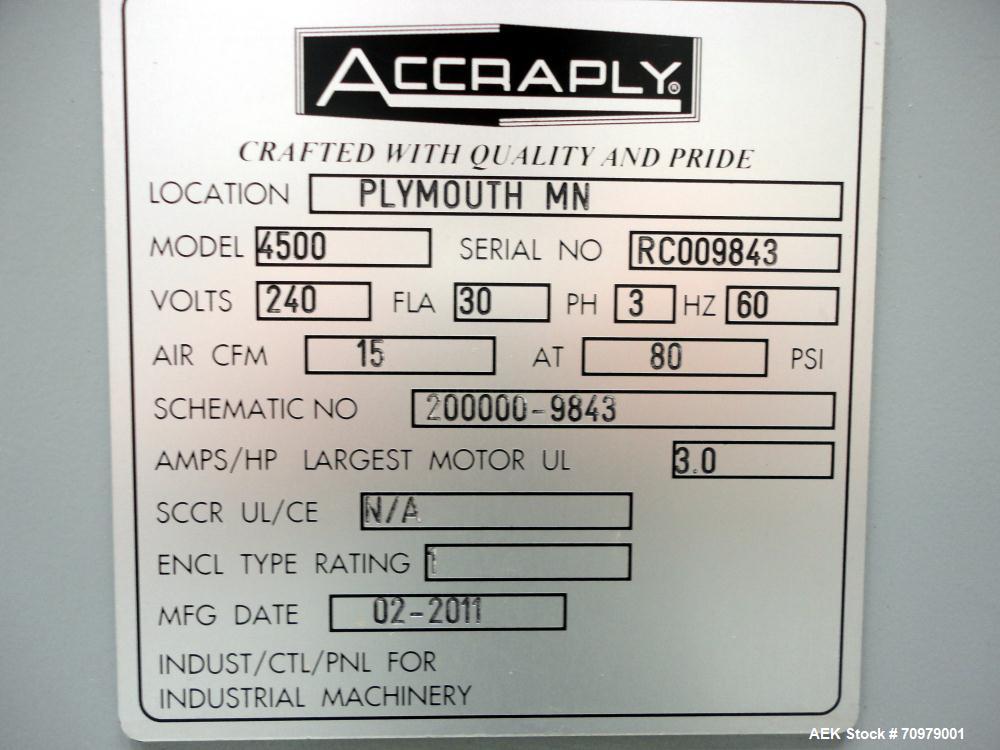 ACCRAPLY®
CRAFTED WITH QUALITY AND PRIDE
LOCATION PLYMOUTH MN
MODEL 4500 SERIAL NO RC009843
VOLTS 240 FLA 30 PH 3 HZ 60
AIR CFM 15 AT 80 PSI
SCHEMATIC NO 200000-9843
AMPS/HP LARGEST MOTOR UL 3.0
SCCR UL/CE N/A
ENCL TYPE RATING 1
MFG DATE 02-2011
INDUST/CTL/PNL FOR
INDUSTRIAL MACHINERY
AEK Stock # 70979001